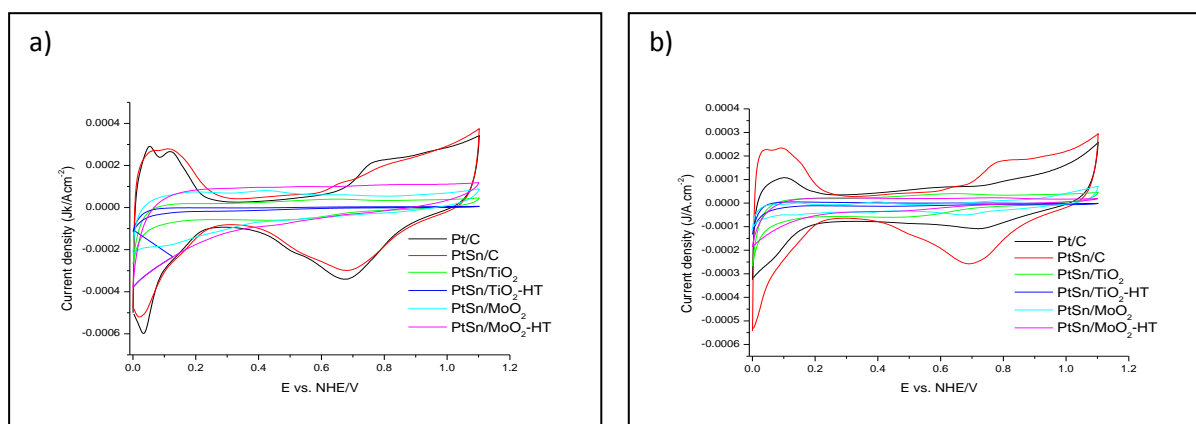 a)
0.0004
0.0002
0.0000
-0.0002
-0.0004
-0.0006
Current density (Jk/Acm-2)
0.0
0.2
0.4
0.6
0.8
1.0
1.2
E vs. NHE/V
Pt/C
PtSn/C
PtSn/TiO2
PtSn/TiO2-HT
PtSn/MoO2
PtSn/MoO2-HT
b)
0.0004
0.0003
0.0002
0.0001
0.0000
-0.0001
-0.0002
-0.0003
-0.0004
-0.0005
-0.0006
Current density (J/A.cm-2)
0.0
0.2
0.4
0.6
0.8
1.0
1.2
E vs. NHE/V
Pt/C
PtSn/C
PtSn/TiO2
PtSn/TiO2-HT
PtSn/MoO2
PtSn/MoO2-HT